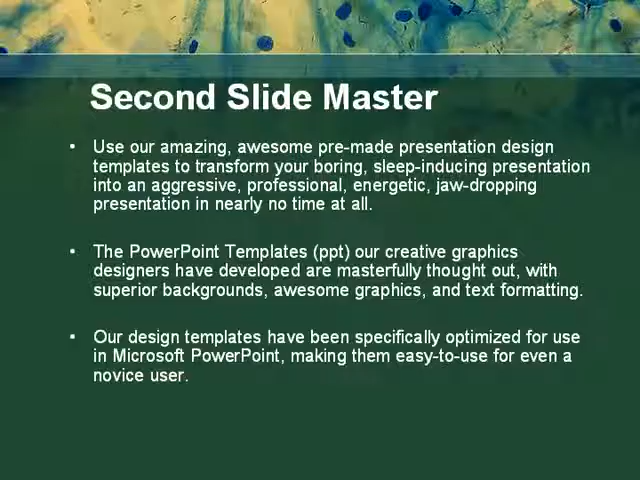 Second Slide Master
• Use our amazing, awesome pre-made presentation design
templates to transform your boring, sleep-inducing presentation
into an aggressive, professional, energetic, jaw-dropping
presentation in nearly no time at all.
• The PowerPoint Templates (ppt) our creative graphics
designers have developed are masterfully thought out, with
superior backgrounds, awesome graphics, and text formatting.
• Our design templates have been specifically optimized for use
in Microsoft PowerPoint, making them easy-to-use for even a
novice user.